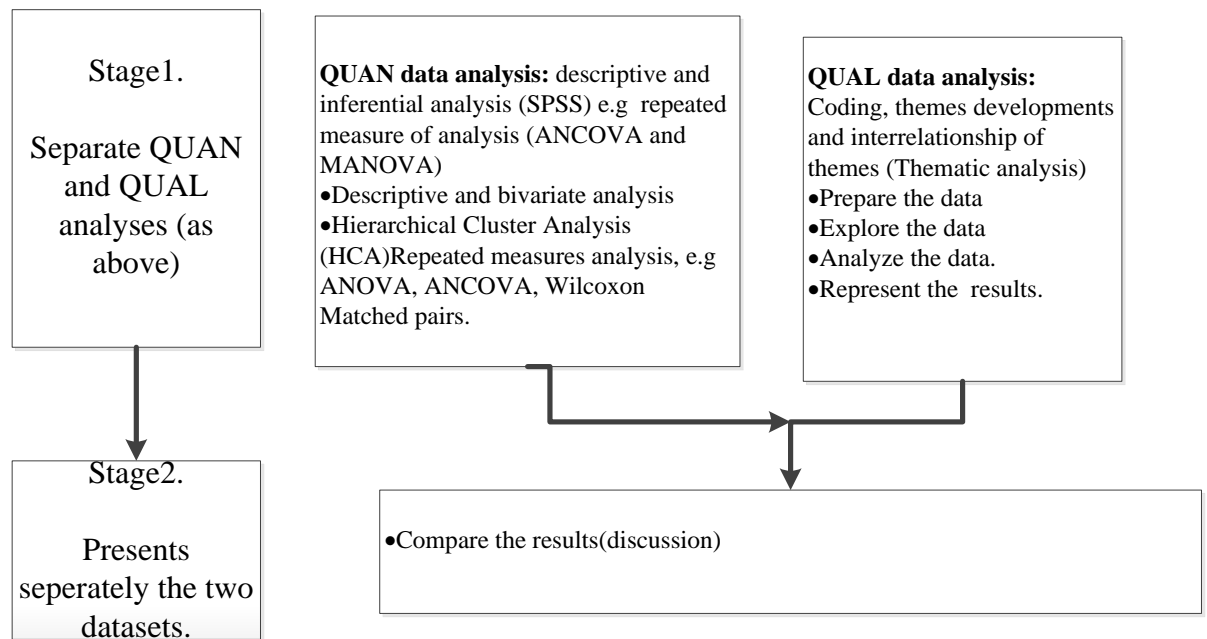 Stage1.
Separate QUAN
and QUAL
analyses (as
above)
QUAN data analysis: descriptive and
inferential analysis (SPSS) e.g  repeated
measure of analysis (ANCOVA and
MANOVA)
•Descriptive and bivariate analysis
•Hierarchical Cluster Analysis
(HCA)Repeated measures analysis, e.g
ANOVA, ANCOVA, Wilcoxon
Matched pairs.
QUAL data analysis:
Coding, themes developments
and interrelationship of
themes (Thematic analysis)
•Prepare the data
•Explore the data
•Analyze the data.
•Represent the  results.
Stage2.
Presents
seperately the two
datasets.
•Compare the results(discussion)